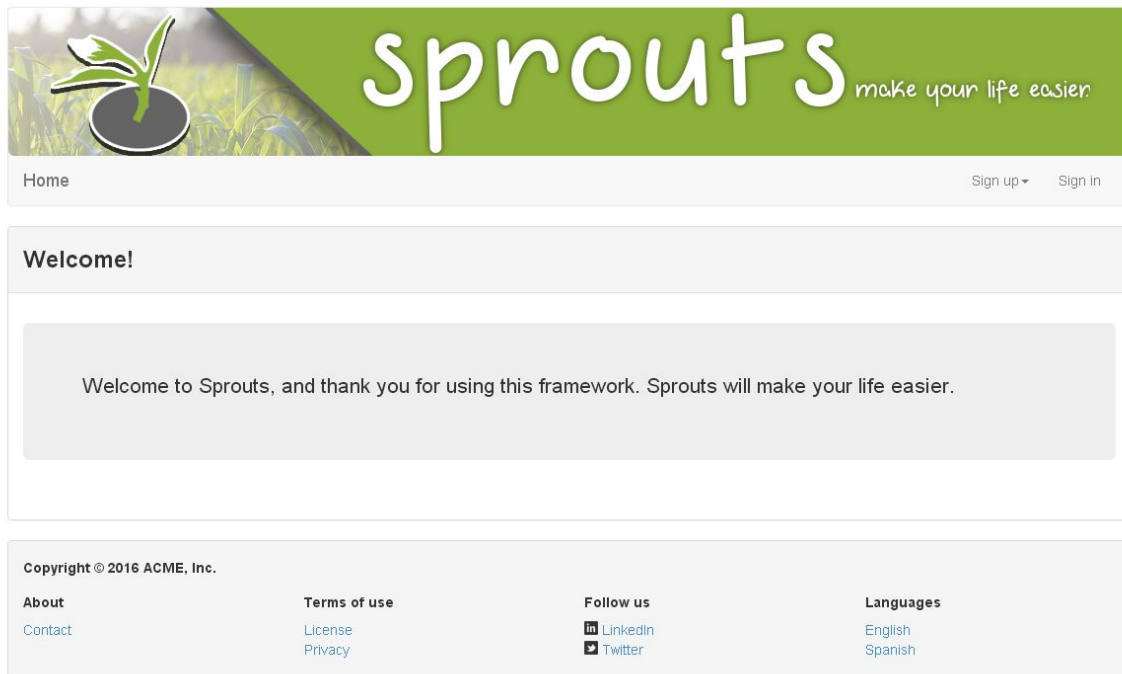 sprouts make your life easier.
Home Sign up Sign in
Welcome!
Welcome to Sprouts, and thank you for using this framework. Sprouts will make your life easier.
Copyright © 2016 ACME, Inc.
About Terms of use Follow us Languages
Contact License LinkedIn English
Privacy Twitter Spanish